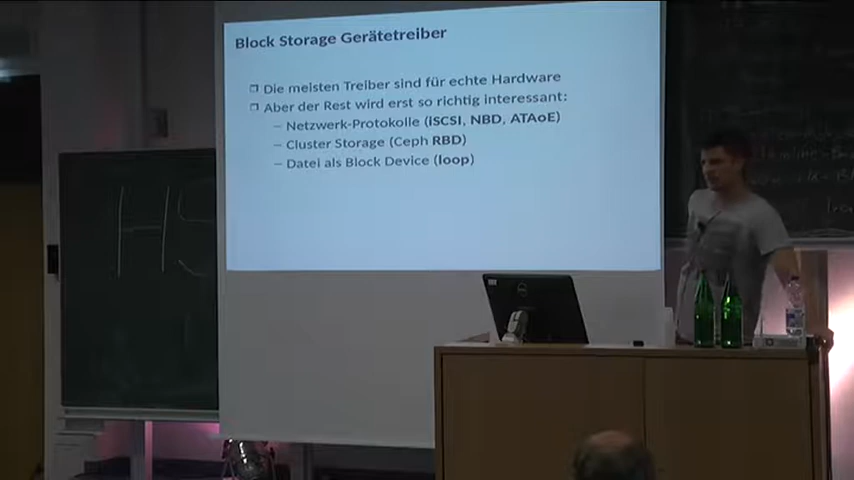 Block Storage Gerätetreiber
❐ Die meisten Treiber sind für echte Hardware
❐ Aber der Rest wird erst so richtig interessant:
– Netzwerk-Protokolle (iSCSI, NBD, ATAoE)
– Cluster Storage (Ceph RBD)
– Datei als Block Device (loop)
HS